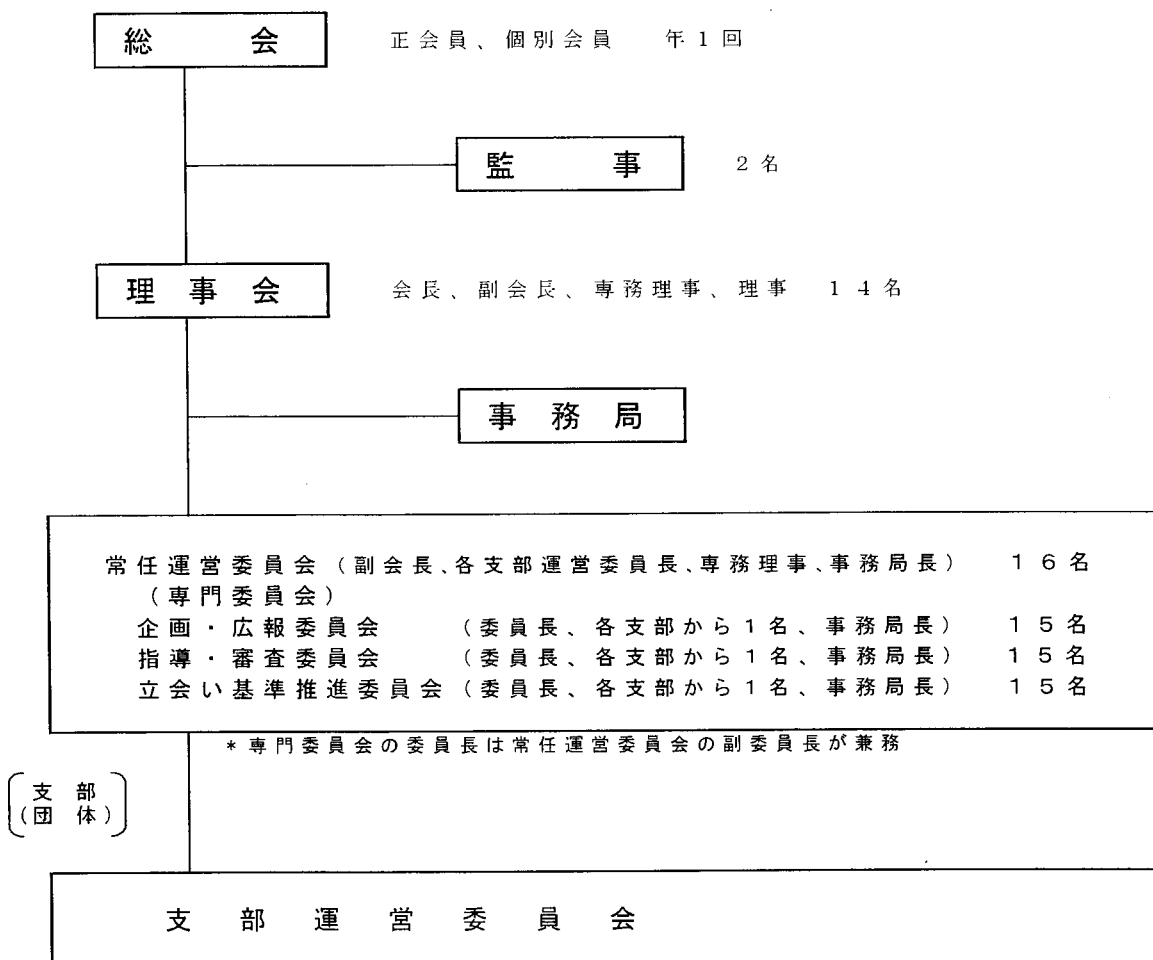 総会 正会員、個別会員 年1回
監事 2名
理事会 会長、副会長、専務理事、理事 14名
事務局
常任運営委員会(副会長、各支部運営委員長、専務理事、事務局長) 16名
(専門委員会)
企画・広報委員会 (委員長、各支部から1名、事務局長) 15名
指導・審査委員会 (委員長、各支部から1名、事務局長) 15名
立会い基準推進委員会(委員長、各支部から1名、事務局長) 15名
*専門委員会の委員長は常任運営委員会の副委員長が兼務
支部
(団体)
支部運営委員会